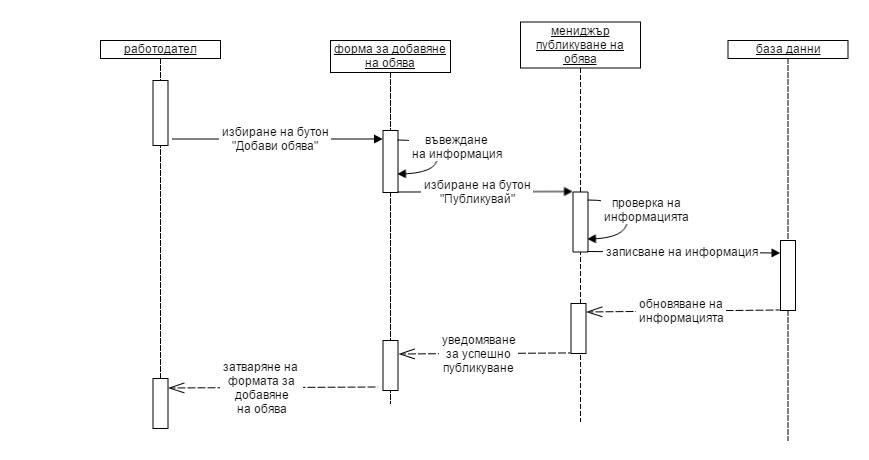 работодател
форма за добавяне
на обява
мениджър
публикуване на
обява
база данни
избиране на бутон
"Добави обява"
въвеждане
на информация
избиране на бутон
"Публикувай"
проверка на
информацията
записване на информация
обновяване на
информацията
уведомяване
за успешно
публикуване
затваряне на
формата за
добавяне
на обява